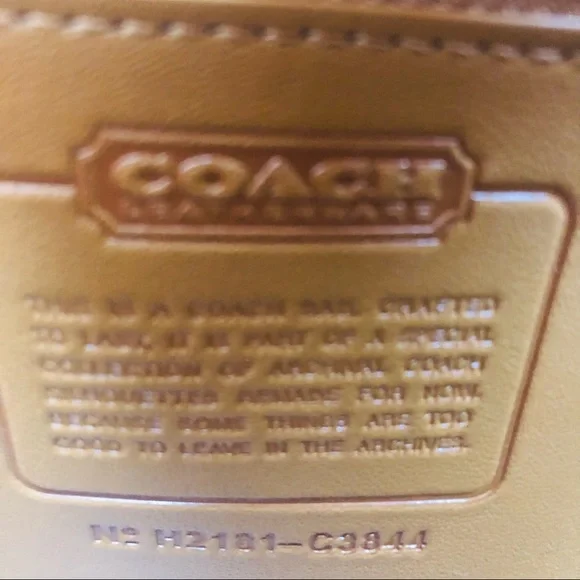 COACH
LEATHERWARE
THIS IS A COACH BAG, CRAFTED
TO LAST. IT IS PART OF A SPECIAL
COLLECTION OF ARCHIVAL COACH
SILHOUETTES REMADE FOR NOW,
BECAUSE SOME THINGS ARE TOO
GOOD TO LEAVE IN THE ARCHIVES.
Nº H2181-C3844